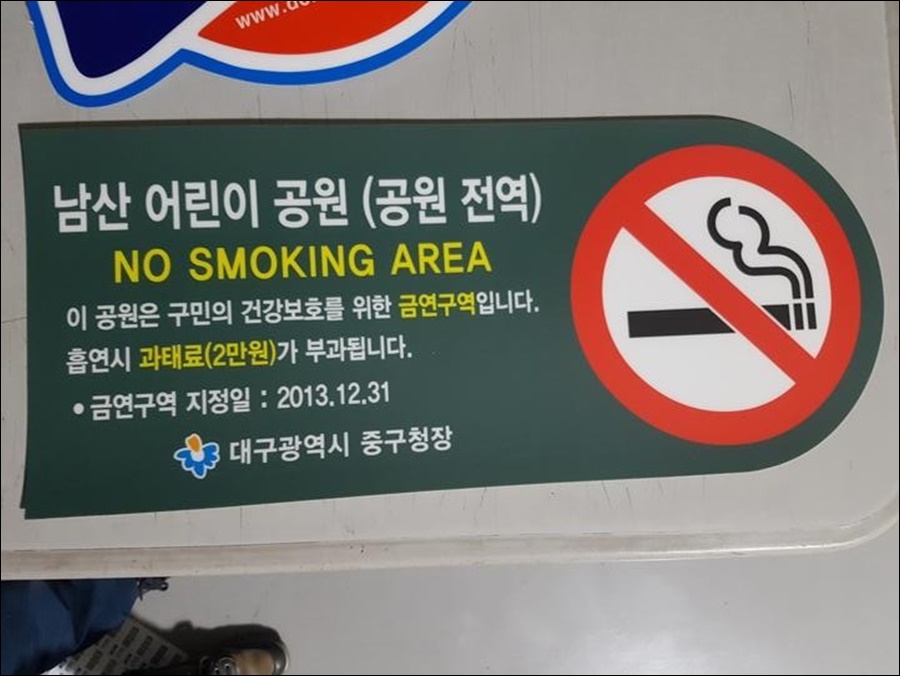 www.do
남산 어린이 공원 (공원 전역)
NO SMOKING AREA
이 공원은 구민의 건강보호를 위한 금연구역입니다.
흡연시 과태료(2만원)가 부과됩니다.
• 금연구역 지정일 : 2013.12.31
대구광역시 중구청장